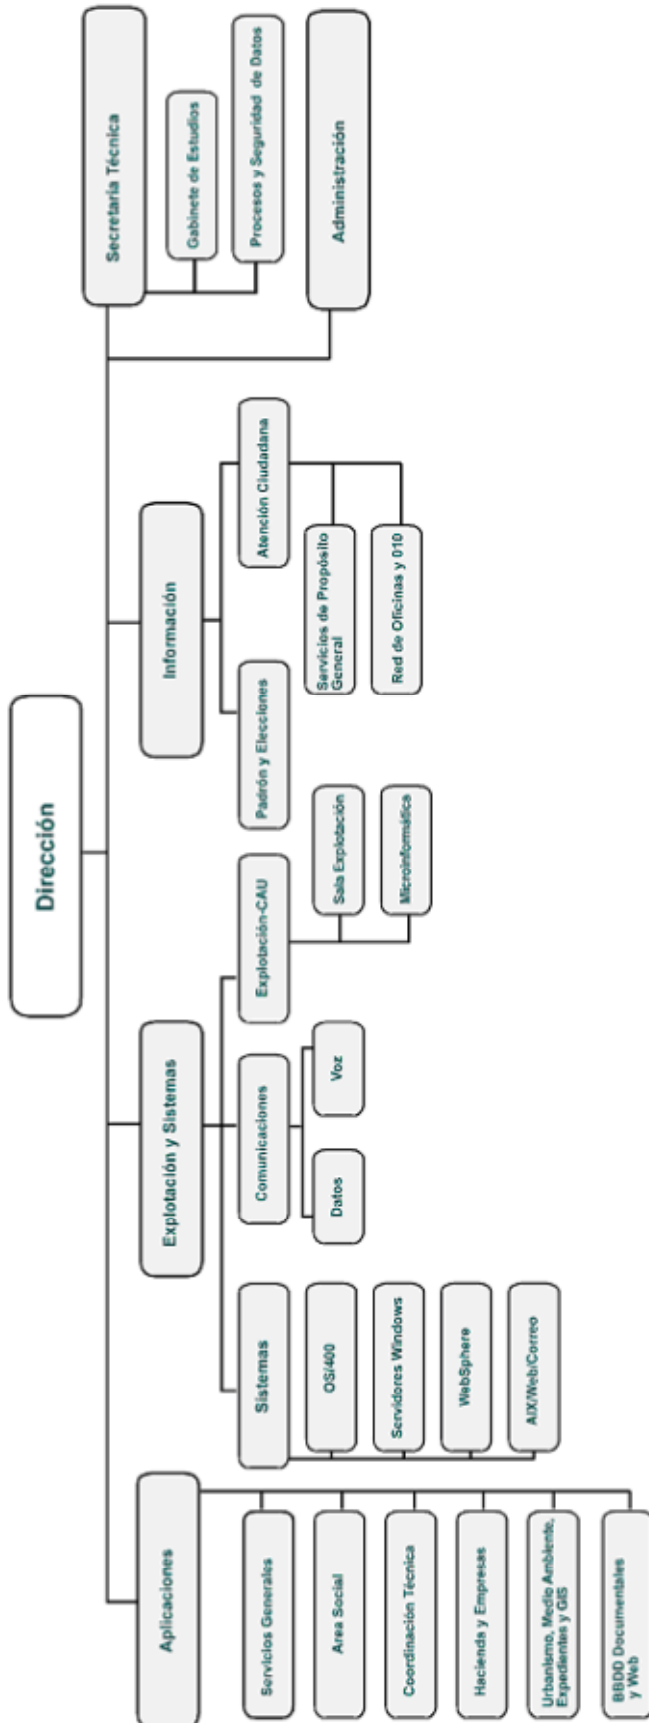 Dirección
Aplicaciones
Servicios Generales
Area Social
Coordinación Técnica
Hacienda y Empresas
Urbanismo, Medio Ambiente,
Expedientes y GIS
BBDD Documentales
y Web
Explotación y Sistemas
Sistemas
OS/400
Servidores Windows
WebSphere
AIX/Web/Correo
Comunicaciones
Datos
Voz
Explotación-CAU
Sala Explotación
Microinformática
Información
Padrón y Elecciones
Atención Ciudadana
Servicios de Propósito
General
Red de Oficinas y 010
Secretaría Técnica
Gabinete de Estudios
Procesos y Seguridad de Datos
Administración